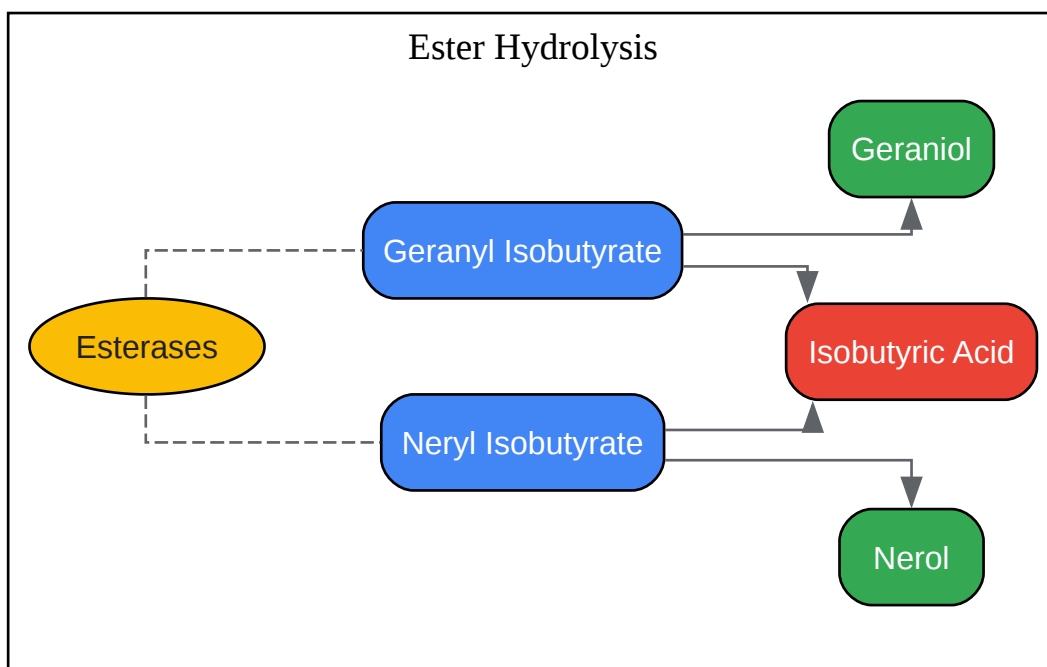 Ester Hydrolysis
Geraniol
Geranyl Isobutyrate
Esterases
Isobutyric Acid
Neryl Isobutyrate
Nerol